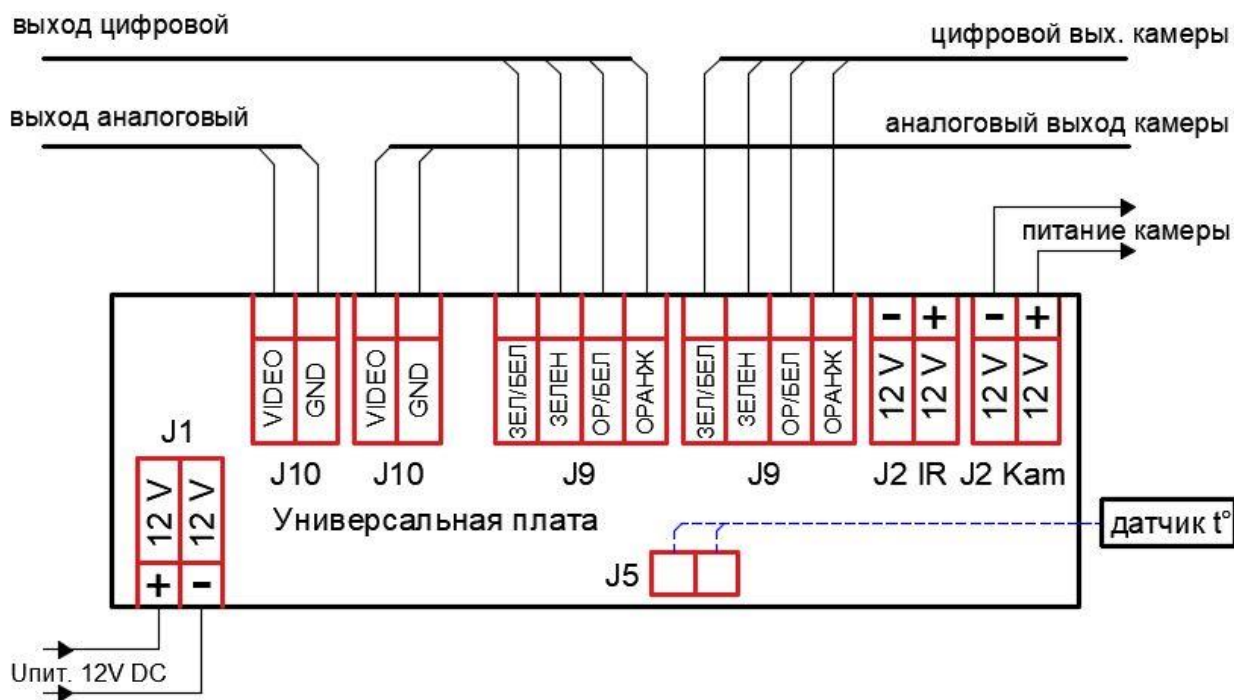 выход цифровой
цифровой вых. камеры
выход аналоговый
аналоговый выход камеры
питание камеры
- + - +
VIDEO GND VIDEO GND ЗЕЛ/БЕЛ ЗЕЛЕН ОР/БЕЛ ОРАНЖ ЗЕЛ/БЕЛ ЗЕЛЕН ОР/БЕЛ ОРАНЖ 12 V 12 V 12 V 12 V
J1
J10 J10 J9 J9 J2 IR J2 Kam
12 V 12 V
Универсальная плата
датчик t°
+ -
J5
Uпит. 12V DC